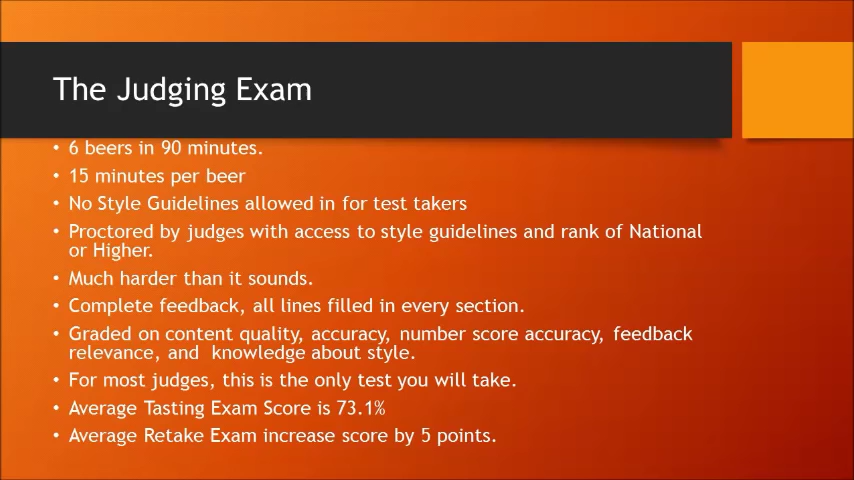 The Judging Exam
• 6 beers in 90 minutes.
• 15 minutes per beer
• No Style Guidelines allowed in for test takers
• Proctored by judges with access to style guidelines and rank of National
or Higher.
• Much harder than it sounds.
• Complete feedback, all lines filled in every section.
• Graded on content quality, accuracy, number score accuracy, feedback
relevance, and  knowledge about style.
• For most judges, this is the only test you will take.
• Average Tasting Exam Score is 73.1%
• Average Retake Exam increase score by 5 points.